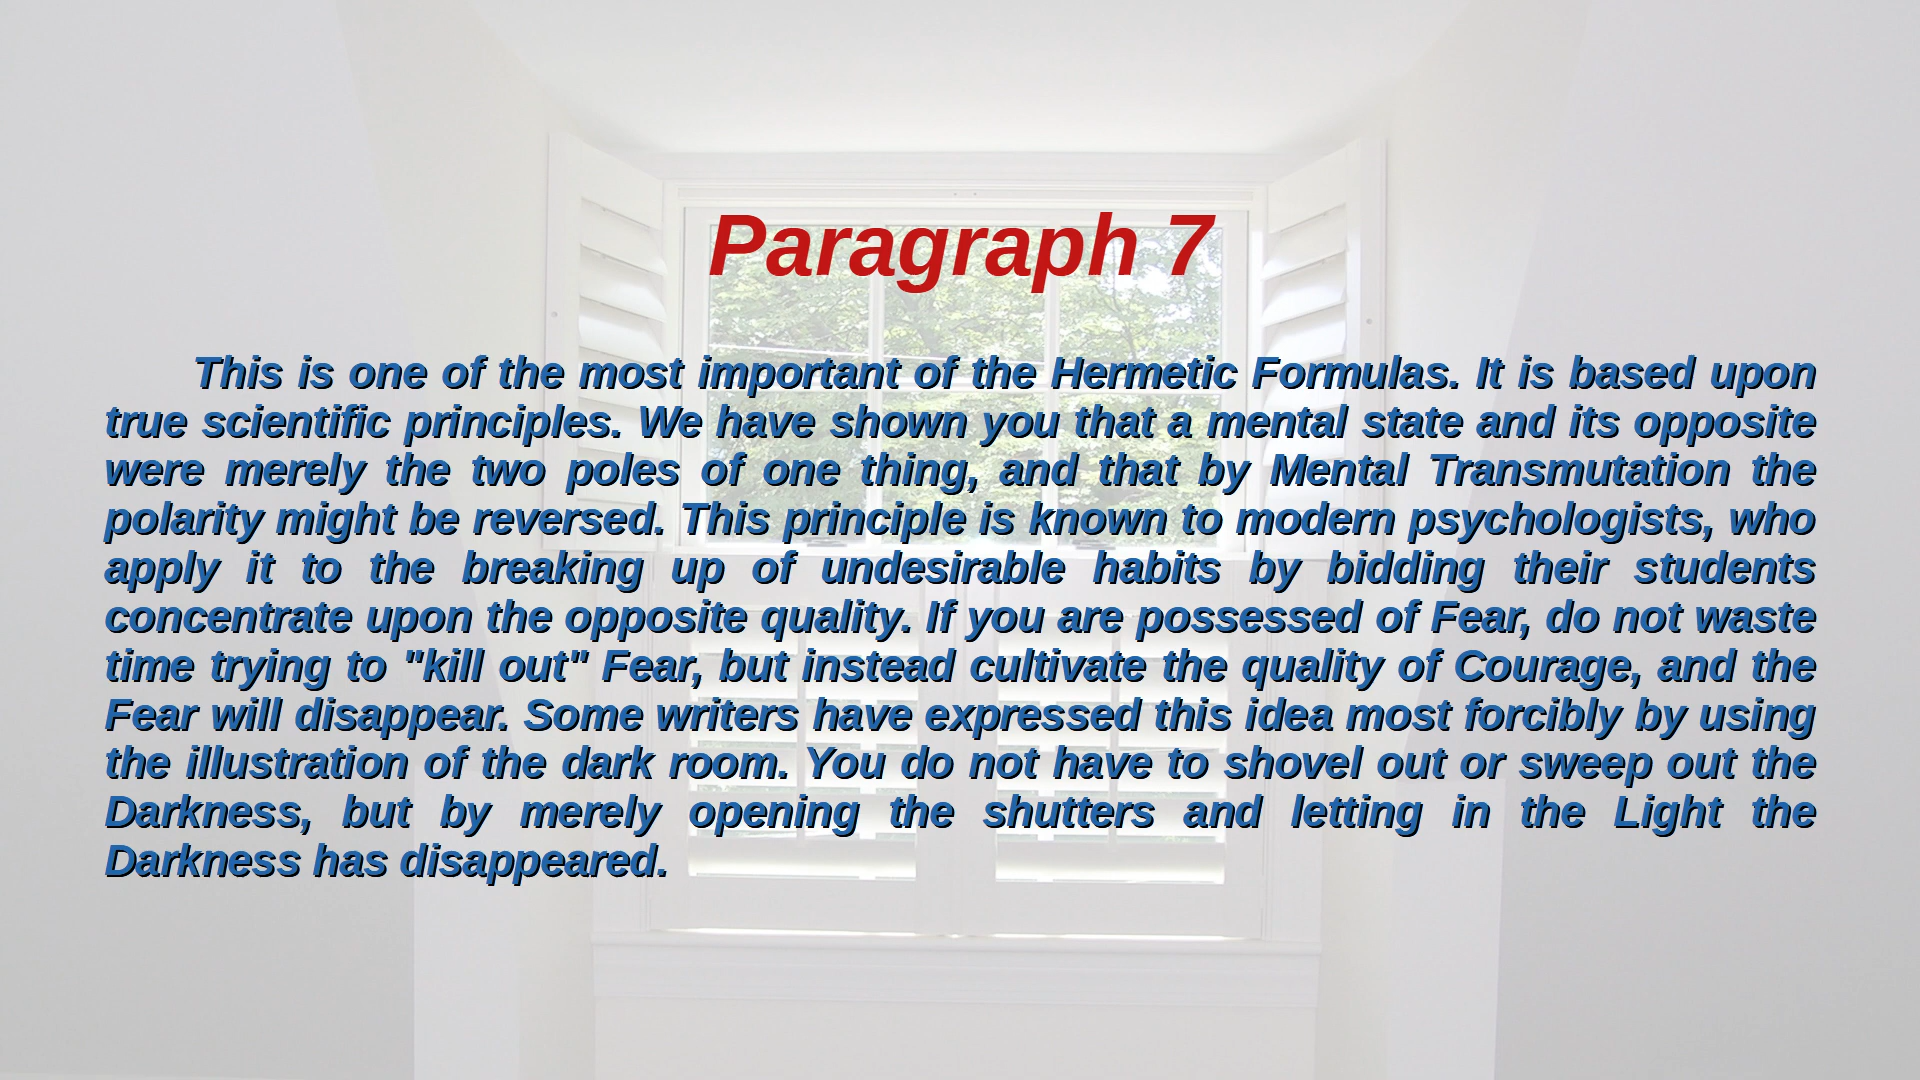 Paragraph 7
This is one of the most important of the Hermetic Formulas. It is based upon
true scientific principles. We have shown you that a mental state and its opposite
were merely the two poles of one thing, and that by Mental Transmutation the
polarity might be reversed. This principle is known to modern psychologists, who
apply it to the breaking up of undesirable habits by bidding their students
concentrate upon the opposite quality. If you are possessed of Fear, do not waste
time trying to "kill out" Fear, but instead cultivate the quality of Courage, and the
Fear will disappear. Some writers have expressed this idea most forcibly by using
the illustration of the dark room. You do not have to shovel out or sweep out the
Darkness, but by merely opening the shutters and letting in the Light the
Darkness has disappeared.